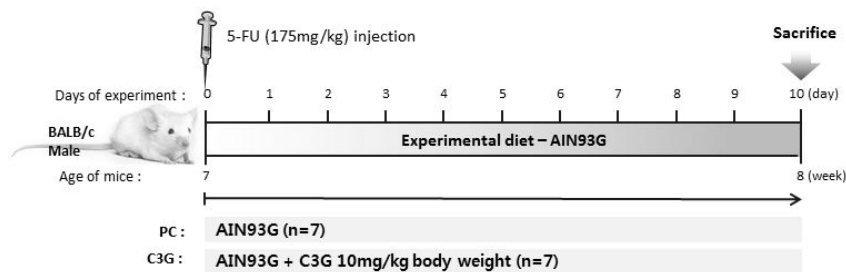 5-FU (175mg/kg) injection
Sacrifice
Days of experiment : 0 1 2 3 4 5 6 7 8 9 10 (day)
BALB/c
Male
Experimental diet – AIN93G
Age of mice : 7 8 (week)
PC : AIN93G (n=7)
C3G : AIN93G + C3G 10mg/kg body weight (n=7)